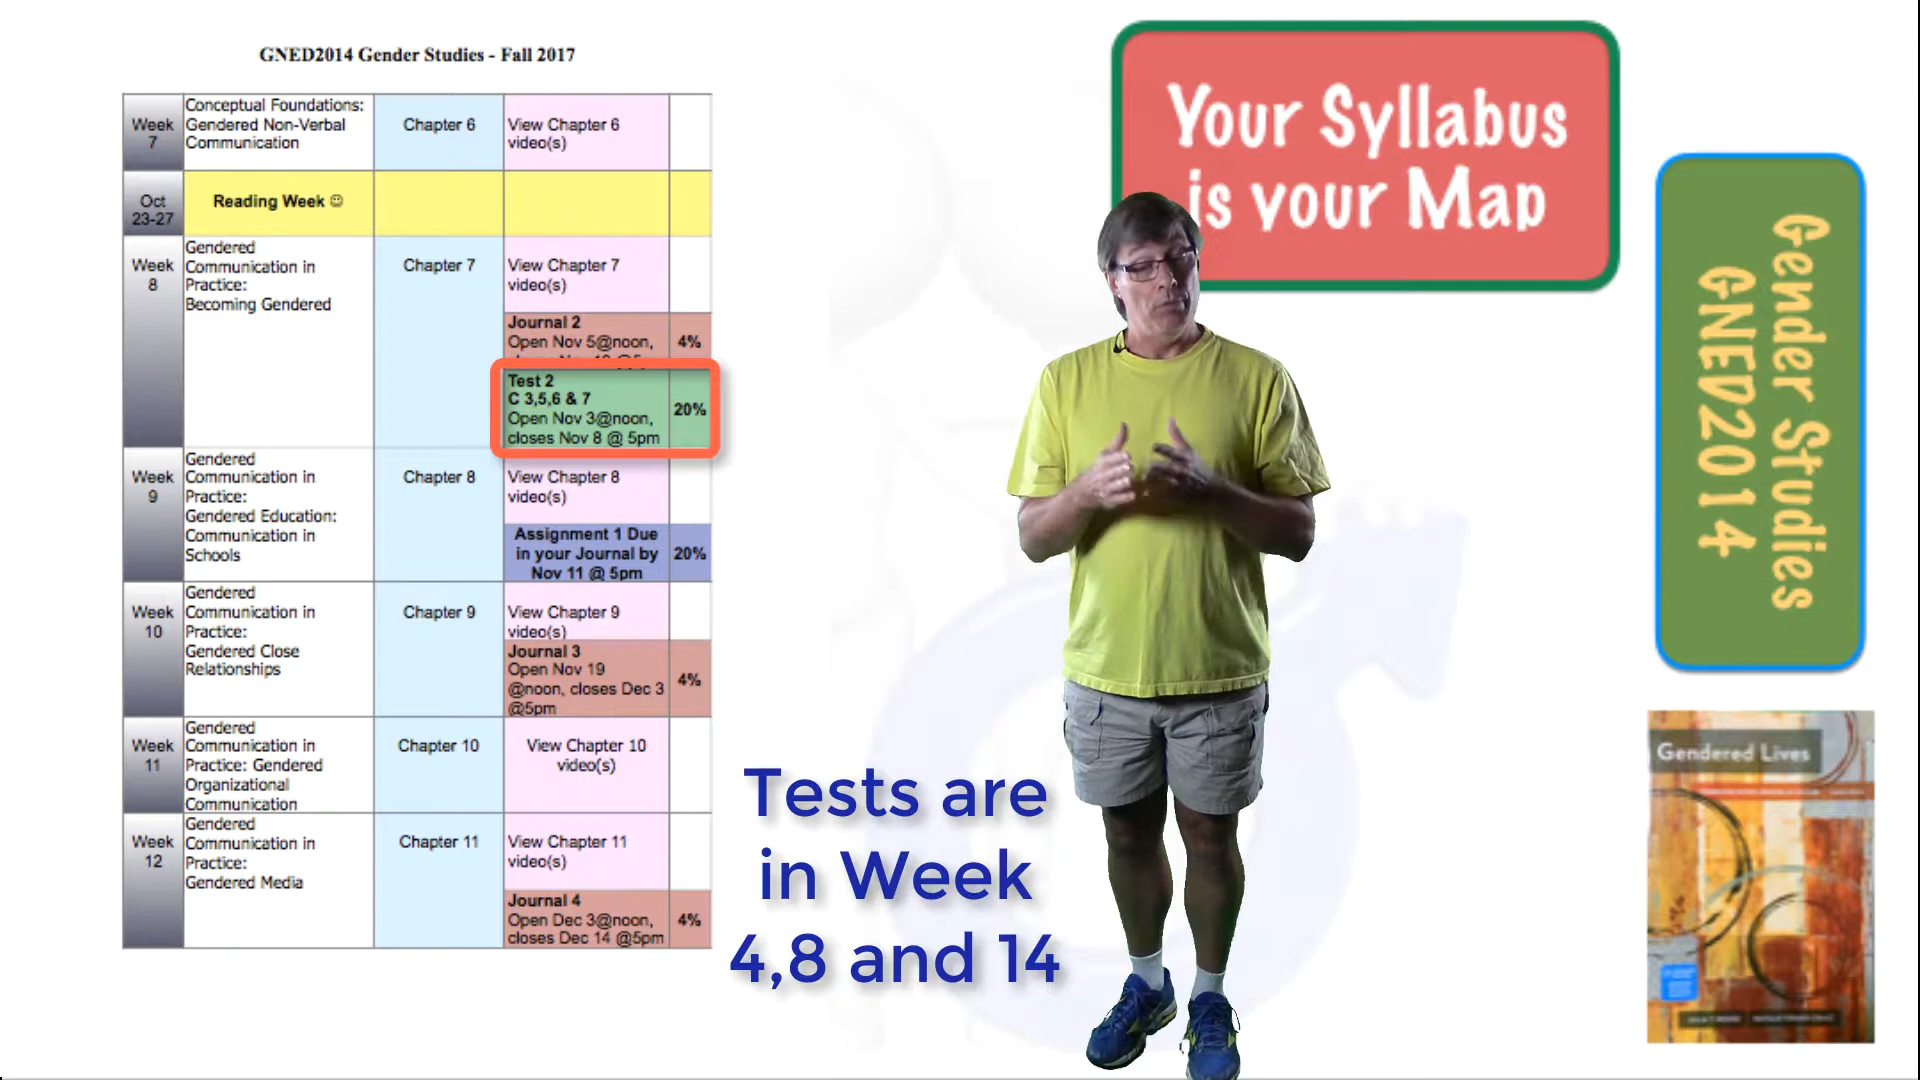 GNED2014 Gender Studies - Fall 2017
Week
7
Conceptual Foundations:
Gendered Non-Verbal
Communication
Chapter 6
View Chapter 6
video(s)
Oct
23-27
Reading Week ☺
Week
8
Gendered
Communication in
Practice:
Becoming Gendered
Chapter 7
View Chapter 7
video(s)
Journal 2
Open Nov 5@noon,
4%
Test 2
C 3,5,6 & 7
Open Nov 3@noon,
closes Nov 8 @ 5pm
20%
Week
9
Gendered
Communication in
Practice:
Gendered Education:
Communication in
Schools
Chapter 8
View Chapter 8
video(s)
Assignment 1 Due
in your Journal by
Nov 11 @ 5pm
20%
Week
10
Gendered
Communication in
Practice:
Gendered Close
Relationships
Chapter 9
View Chapter 9
video(s)
Journal 3
Open Nov 19
@noon, closes Dec 3
@5pm
4%
Week
11
Gendered
Communication in
Practice: Gendered
Organizational
Communication
Chapter 10
View Chapter 10
video(s)
Week
12
Gendered
Communication in
Practice:
Gendered Media
Chapter 11
View Chapter 11
video(s)
Journal 4
Open Dec 3@noon,
closes Dec 14 @5pm
4%
Tests are
in Week
4,8 and 14
Your Syllabus
is your Map
Gender Studies
GNED2014
Gendered Lives